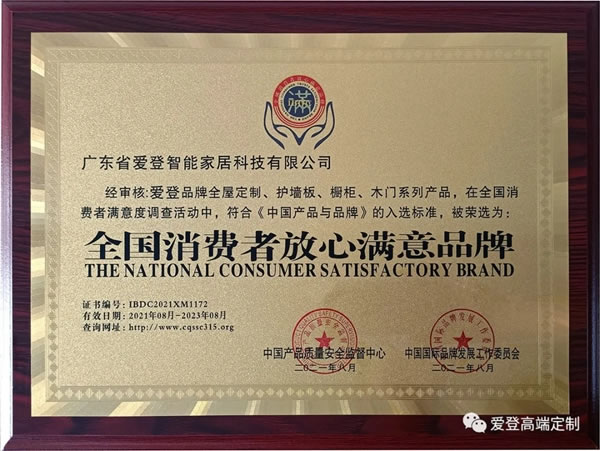 满
广东省爱登智能家居科技有限公司
经审核:爱登品牌全屋定制、护墙板、橱柜、木门系列产品，在全国消
费者满意度调查活动中，符合《中国产品与品牌》的入选标准，被荣选为：
全国消费者放心满意品牌
THE NATIONAL CONSUMER SATISFACTORY BRAND
证书编号：IBDC2021XM1172
有效日期：2021年08月-2023年08月
查询网址：http://www.cqssc315.org
中国产品质量安全监督中心 中国国际品牌发展工作委员会
二〇二一年八月 二〇二一年八月
爱登高端定制